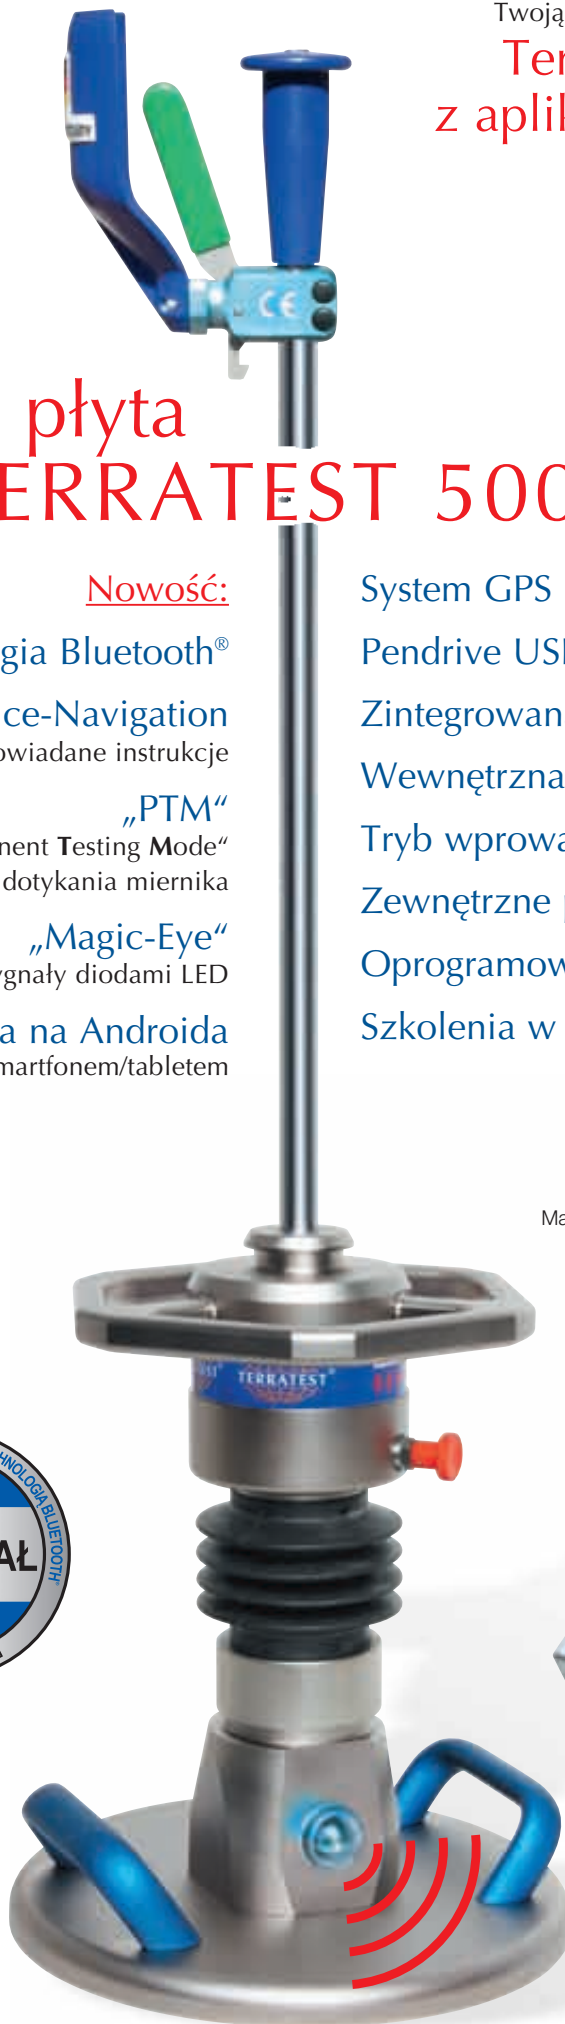 Twoją
Ter
z aplik
CE
płyta
ERRATEST 500
Nowość:
gia Bluetooth®
ce-Navigation
owiadane instrukcje
„PTM“
nent Testing Mode“
dotykania miernika
„Magic-Eye“
ygnały diodami LED
a na Androida
martfonem/tabletem
System GPS
Pendrive USB
Zintegrowan
Wewnętrzna
Tryb wprowa
Zewnętrzne p
Oprogramow
Szkolenia w
Ma
TERRATEST®
HNOLOGIĄ BLUETOOTH®
AŁ